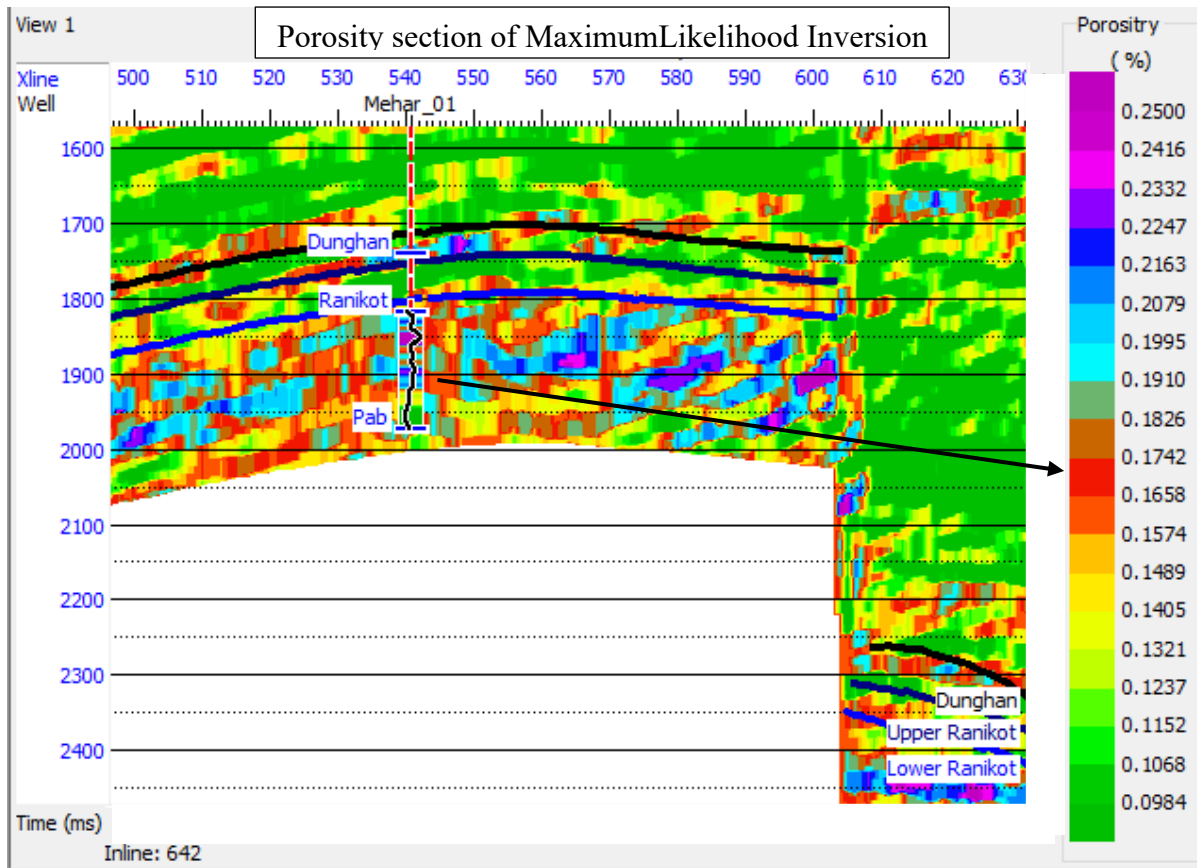 View 1
Porosity section of MaximumLikelihood Inversion
Porositry
( %)
Xline 500 510 520 530 540 550 560 570 580 590 600 610 620 630
Well Mehar_01
1600
1700
1800
1900
2000
2100
2200
2300
2400
Dunghan
Ranikot
Pab
Dunghan
Upper Ranikot
Lower Ranikot
Time (ms)
Inline: 642
0.2500
0.2416
0.2332
0.2247
0.2163
0.2079
0.1995
0.1910
0.1826
0.1742
0.1658
0.1574
0.1489
0.1405
0.1321
0.1237
0.1152
0.1068
0.0984